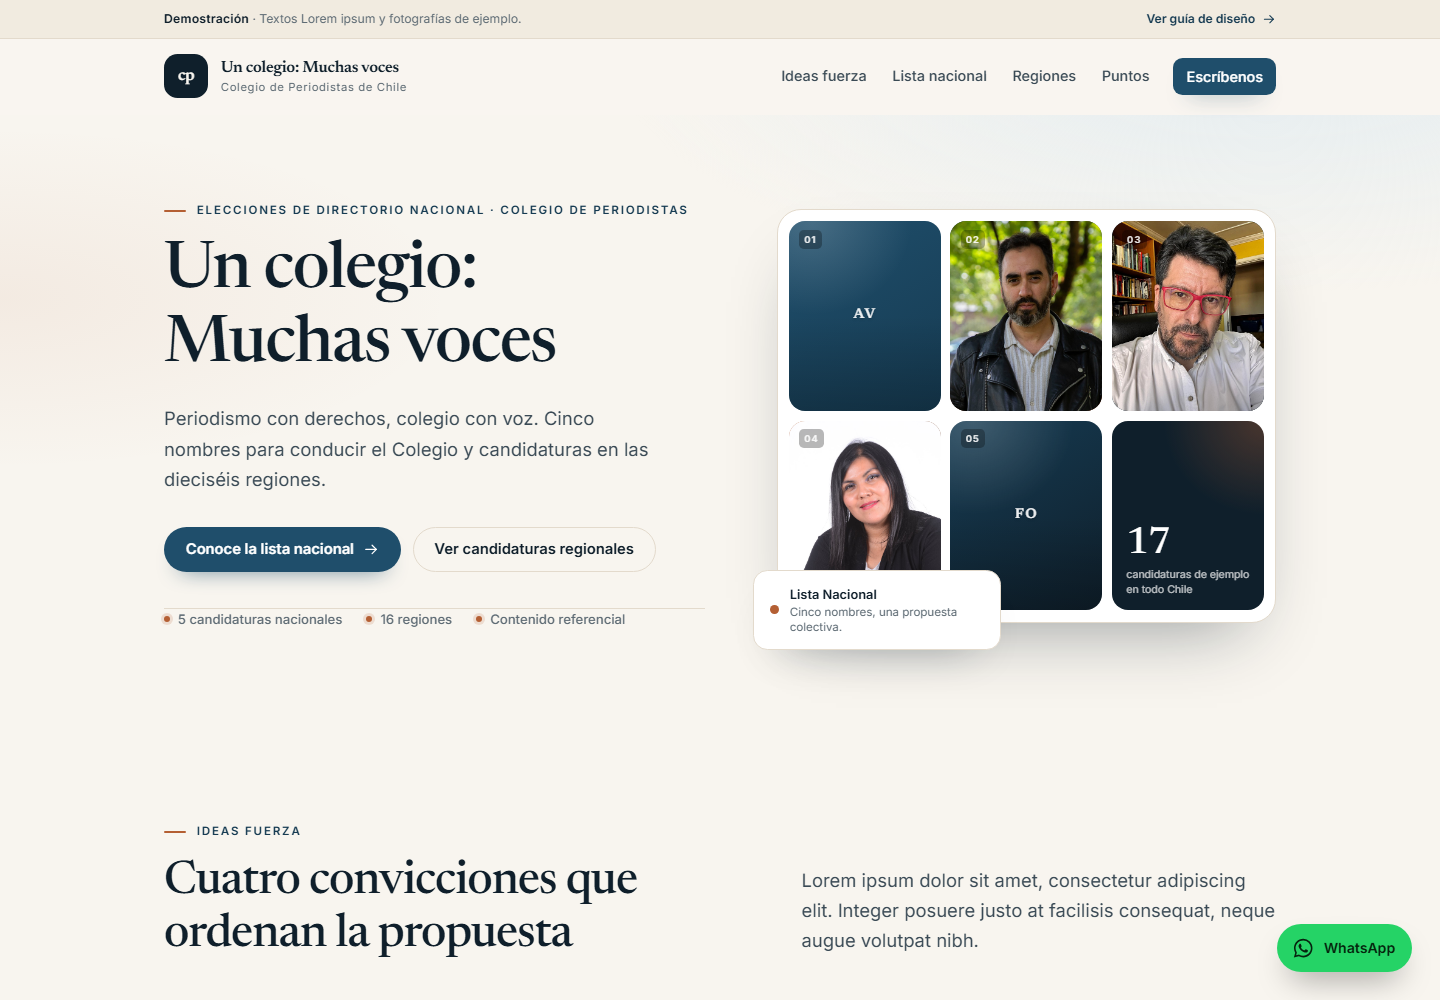 Demostración · Textos Lorem ipsum y fotografías de ejemplo.
Ver guía de diseño →
cp
Un colegio: Muchas voces
Colegio de Periodistas de Chile
Ideas fuerza
Lista nacional
Regiones
Puntos
Escríbenos
ELECCIONES DE DIRECTORIO NACIONAL · COLEGIO DE PERIODISTAS
Un colegio:
Muchas voces
Periodismo con derechos, colegio con voz. Cinco
nombres para conducir el Colegio y candidaturas en las
dieciséis regiones.
Conoce la lista nacional →
Ver candidaturas regionales
5 candidaturas nacionales
16 regiones
Contenido referencial
01
AV
02
03
04
05
FO
17
candidaturas de ejemplo
en todo Chile
Lista Nacional
Cinco nombres, una propuesta
colectiva.
IDEAS FUERZA
Cuatro convicciones que
ordenan la propuesta
Lorem ipsum dolor sit amet, consectetur adipiscing
elit. Integer posuere justo at facilisis consequat, neque
augue volutpat nibh.
WhatsApp